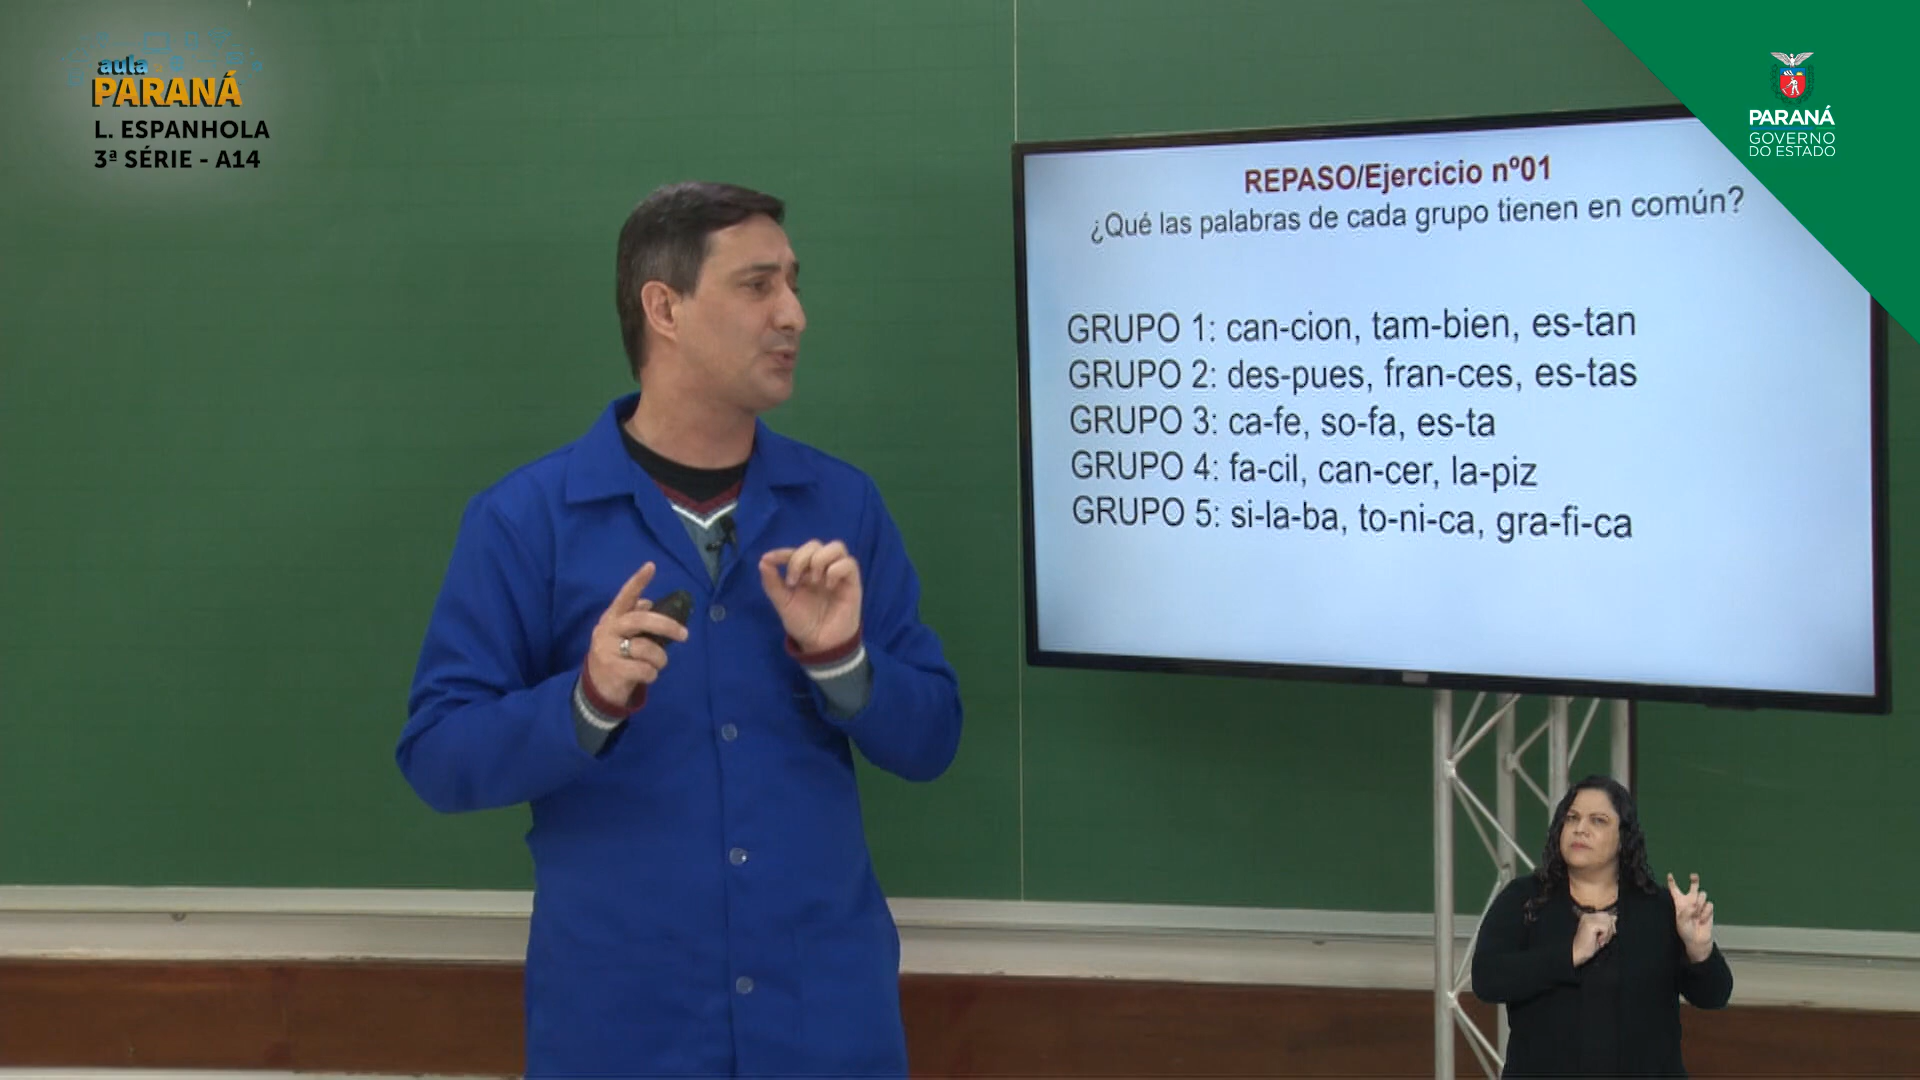 aula
PARANÁ
L. ESPANHOLA
3ª SÉRIE - A14
PARANÁ
GOVERNO
DO ESTADO
REPASO/Ejercicio nº01
¿Qué las palabras de cada grupo tienen en común?
GRUPO 1: can-cion, tam-bien, es-tan
GRUPO 2: des-pues, fran-ces, es-tas
GRUPO 3: ca-fe, so-fa, es-ta
GRUPO 4: fa-cil, can-cer, la-piz
GRUPO 5: si-la-ba, to-ni-ca, gra-fi-ca